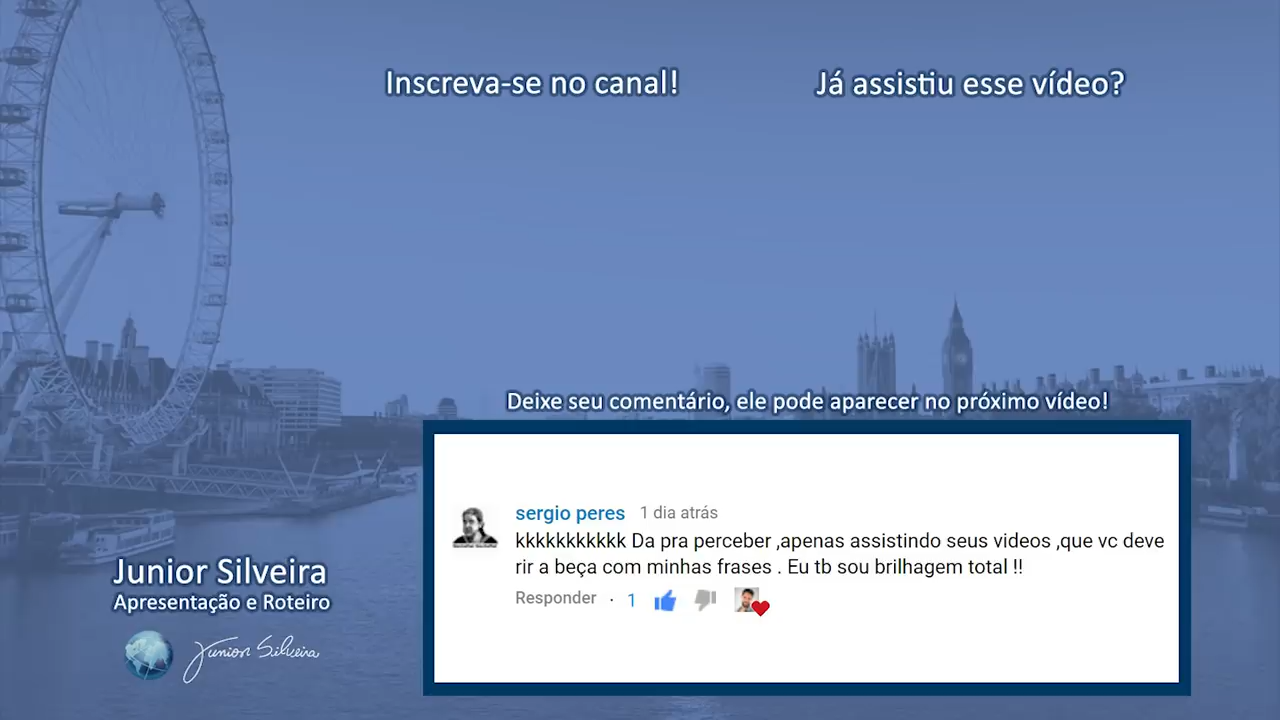 Inscreva-se no canal!
Já assistiu esse vídeo?
Deixe seu comentário, ele pode aparecer no próximo vídeo!
sergio peres 1 dia atrás
kkkkkkkkkkk Da pra perceber ,apenas assistindo seus videos ,que vc deve
rir a beça com minhas frases . Eu tb sou brilhagem total !!
Responder · 1
Junior Silveira
Apresentação e Roteiro
Junior Silveira